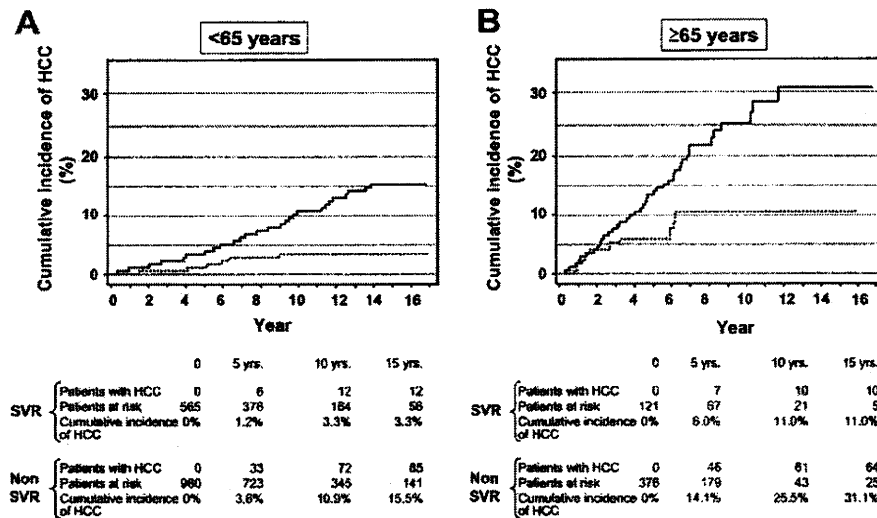 A
<65 years
Cumulative incidence of HCC (%)
30
20
10
0
0 2 4 6 8 10 12 14 16
Year
0 5 yrs. 10 yrs. 15 yrs.
SVR
Patients with HCC 0 6 12 12
Patients at risk 565 376 184 56
Cumulative incidence 0% 1.2% 3.3% 3.3%
of HCC
Non SVR
Patients with HCC 0 33 72 85
Patients at risk 980 723 345 141
Cumulative incidence 0% 3.6% 10.9% 15.5%
of HCC
B
≥65 years
Cumulative incidence of HCC (%)
30
20
10
0
2 4 6 8 10 12 14 16
Year
0 5 yrs. 10 yrs. 15 yrs.
SVR
Patients with HCC 0 7 10 10
Patients at risk 121 67 21 5
Cumulative incidence 0% 6.0% 11.0% 11.0%
of HCC
Non SVR
Patients with HCC 0 46 61 64
Patients at risk 376 179 43 25
Cumulative incidence 0% 14.1% 25.5% 31.1%
of HCC